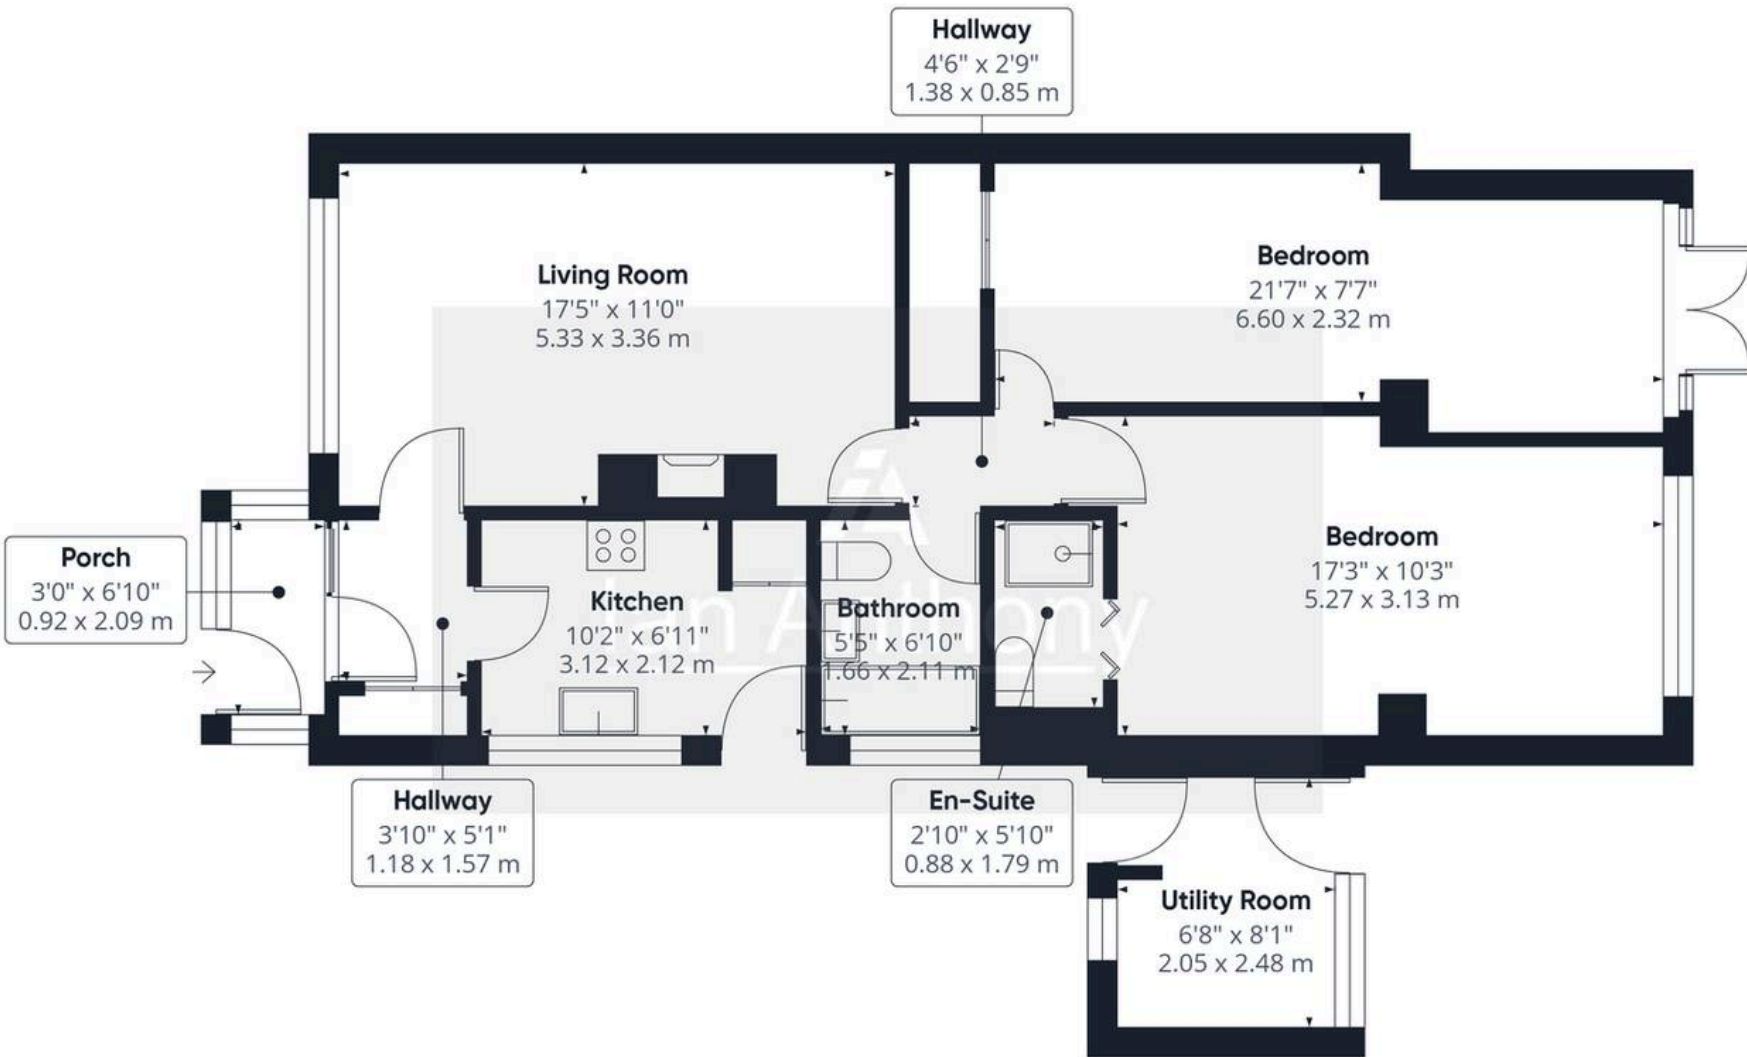 Hallway
4'6" x 2'9"
1.38 x 0.85 m
Living Room
17'5" x 11'0"
5.33 x 3.36 m
Bedroom
21'7" x 7'7"
6.60 x 2.32 m
Porch
3'0" x 6'10"
0.92 x 2.09 m
Kitchen
10'2" x 6'11"
3.12 x 2.12 m
Bathroom
5'5" x 6'10"
1.66 x 2.11 m
Bedroom
17'3" x 10'3"
5.27 x 3.13 m
Ian Anthony
Hallway
3'10" x 5'1"
1.18 x 1.57 m
En-Suite
2'10" x 5'10"
0.88 x 1.79 m
Utility Room
6'8" x 8'1"
2.05 x 2.48 m